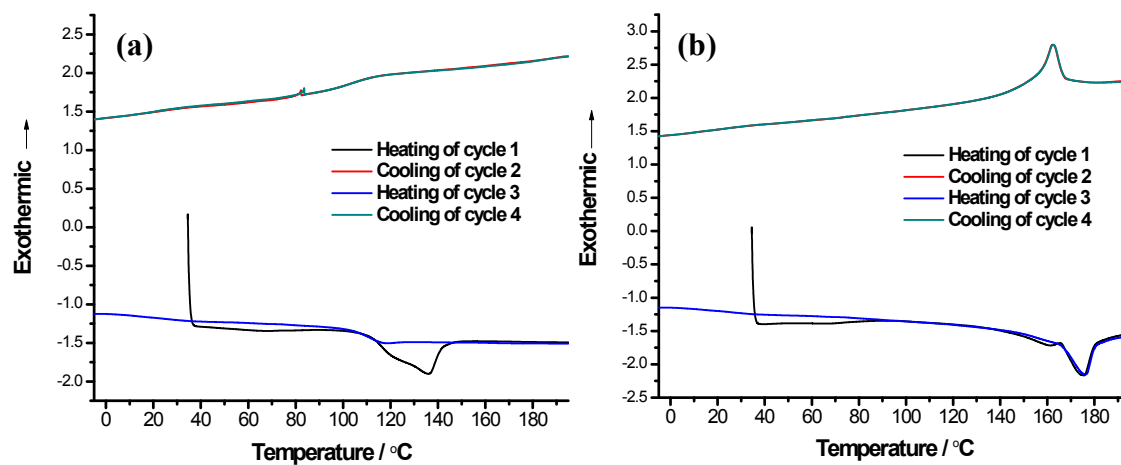 (a)
Exothermic →
2.5
2.0
1.5
1.0
0.5
0.0
-0.5
-1.0
-1.5
-2.0
Heating of cycle 1
Cooling of cycle 2
Heating of cycle 3
Cooling of cycle 4
0 20 40 60 80 100 120 140 160 180
Temperature / °C
(b)
Exothermic →
3.0
2.5
2.0
1.5
1.0
0.5
0.0
-0.5
-1.0
-1.5
-2.0
-2.5
Heating of cycle 1
Cooling of cycle 2
Heating of cycle 3
Cooling of cycle 4
0 20 40 60 80 100 120 140 160 180
Temperature / °C